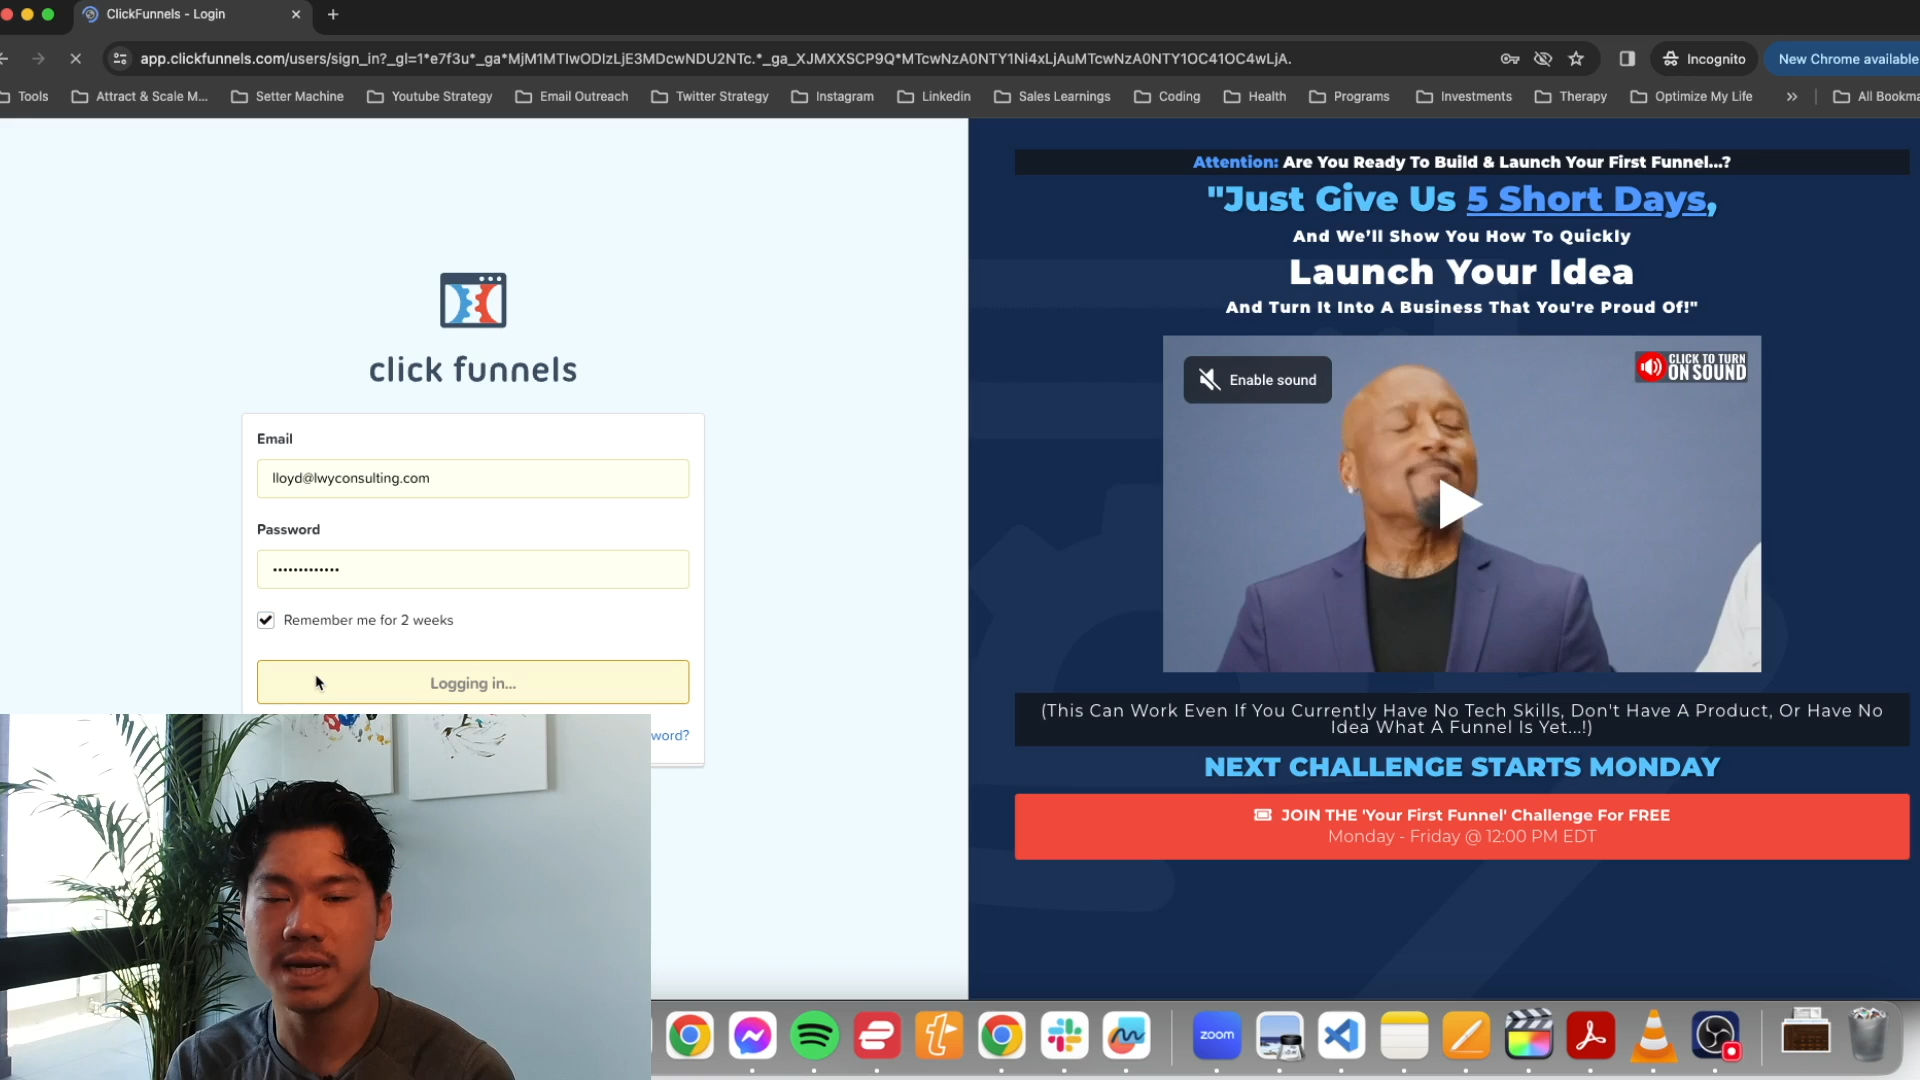 ClickFunnels - Login
app.clickfunnels.com/users/sign_in?_gl=1*e7f3u*_ga*MjM1MTIwODIzLjE3MDcwNDU2NTc.*_ga_XJMXXSCP9Q*MTcwNzA0NTY1Ni4xLjAuMTcwNzA0NTY1OC41OC4wLjA.
Incognito
New Chrome available
Tools
Attract & Scale M...
Setter Machine
Youtube Strategy
Email Outreach
Twitter Strategy
Instagram
Linkedin
Sales Learnings
Coding
Health
Programs
Investments
Therapy
Optimize My Life
»
All Bookma
click funnels
Email
lloyd@lwyconsulting.com
Password
Remember me for 2 weeks
Logging in...
word?
Attention: Are You Ready To Build & Launch Your First Funnel...?
"Just Give Us 5 Short Days,
And We'll Show You How To Quickly
Launch Your Idea
And Turn It Into A Business That You're Proud Of!"
Enable sound
CLICK TO TURN
ON SOUND
(This Can Work Even If You Currently Have No Tech Skills, Don't Have A Product, Or Have No
Idea What A Funnel Is Yet...!)
NEXT CHALLENGE STARTS MONDAY
JOIN THE 'Your First Funnel' Challenge For FREE
Monday - Friday @ 12:00 PM EDT
zoom